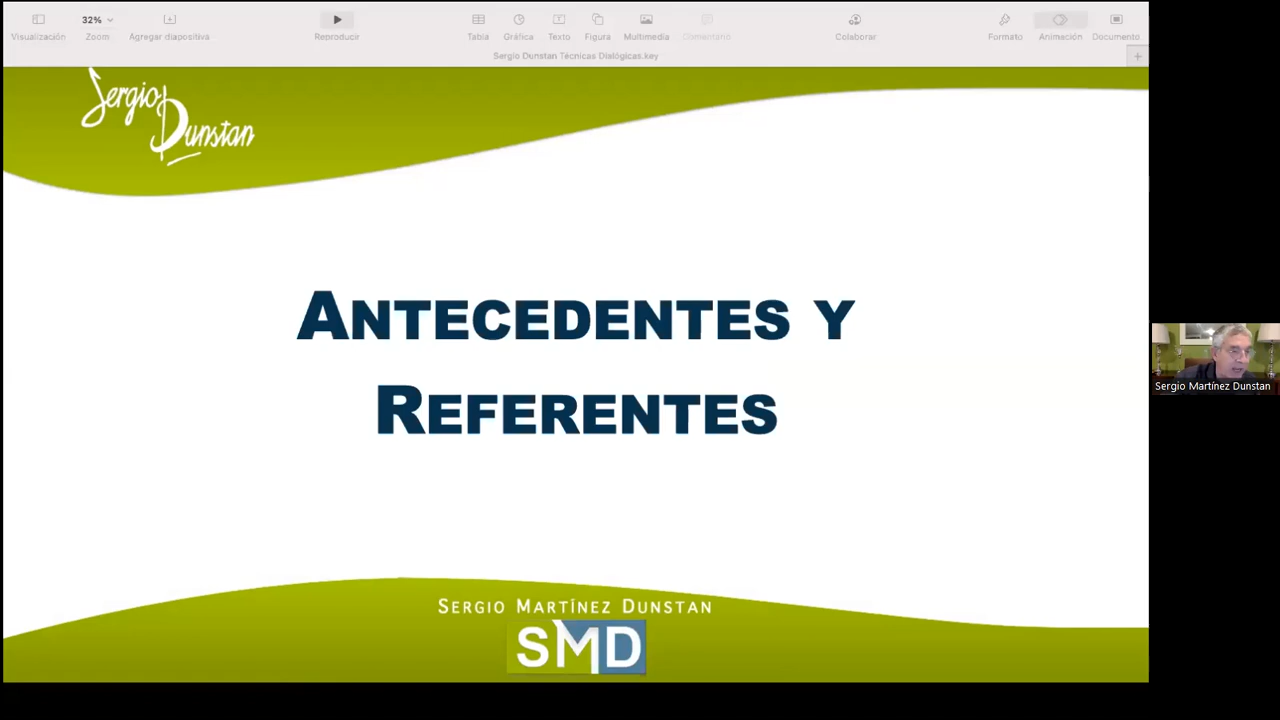 32%
Visualización Zoom Agregar diapositiva Reproducir Tabla Gráfica Texto Figura Multimedia Comentario Colaborar Formato Animación Documento
Sergio Dunstan Técnicas Dialógicas.key
Sergio
Dunstan
ANTECEDENTES Y
REFERENTES
Sergio Martínez Dunstan
SERGIO MARTÍNEZ DUNSTAN
SMD